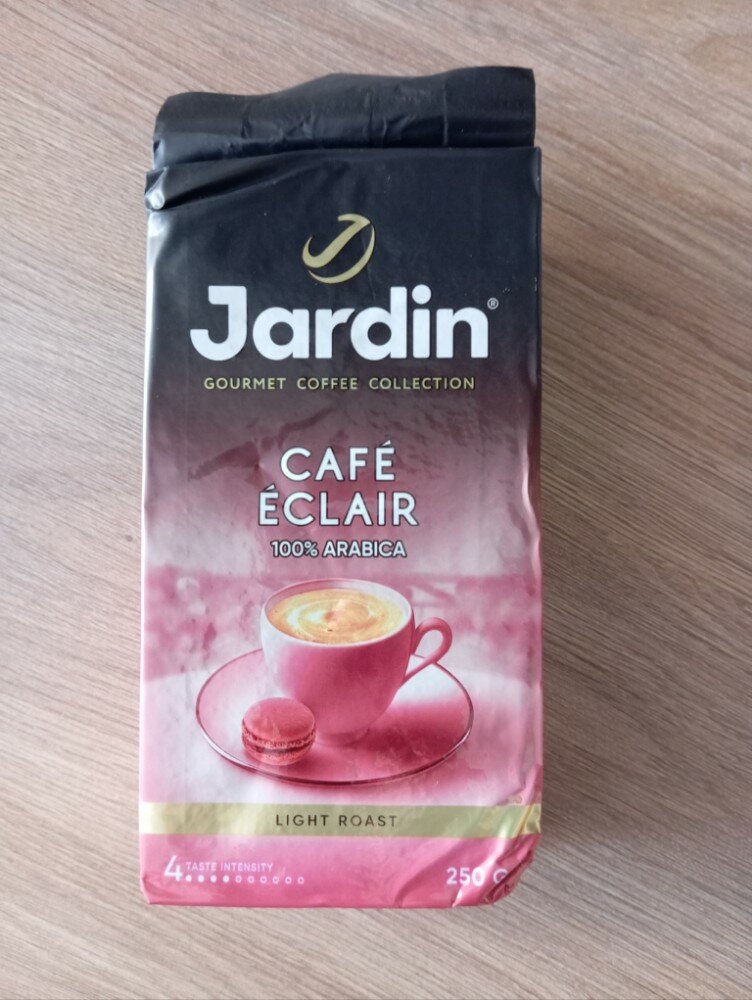 Jardin®
GOURMET COFFEE COLLECTION
CAFÉ
ÉCLAIR
100% ARABICA
LIGHT ROAST
4 TASTE INTENSITY
250 G